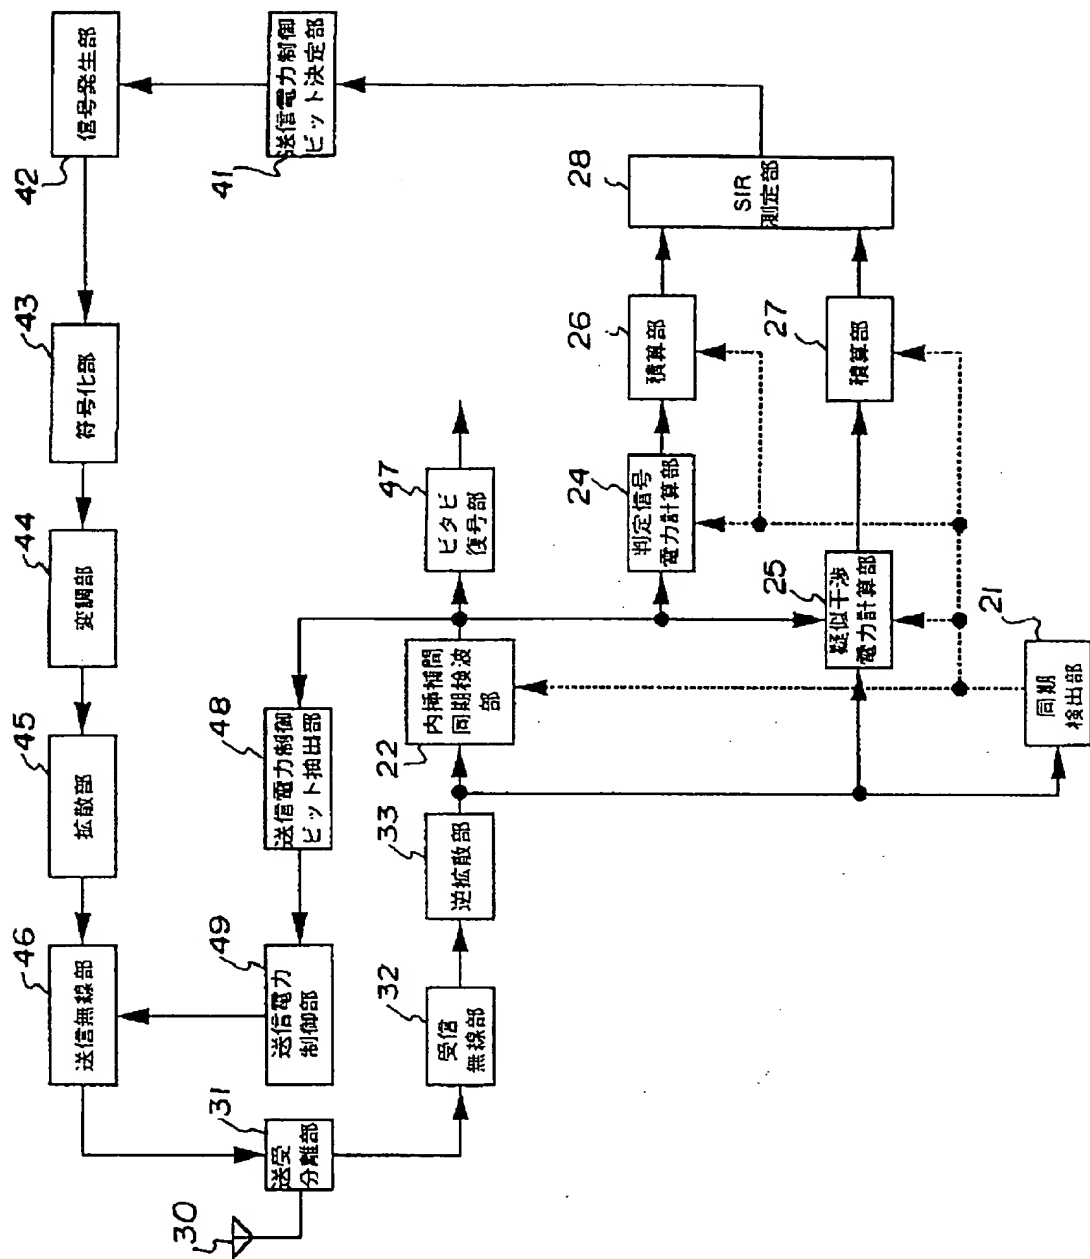 42
信号発生部
43
符号化部
44
変調部
45
拡散部
46
送信無線部
41
送信電力制御
ビット決定部
48
送信電力制御
ビット抽出部
49
送信電力
制御部
31
送受
分離部
30
47
ビタビ
復号部
22
内挿補間
同期検波
部
33
逆拡散部
32
受信
無線部
28
SIR
測定部
26
積算部
24
判定信号
電力計算部
27
積算部
25
疑似干渉
電力計算部
21
同期
検出部